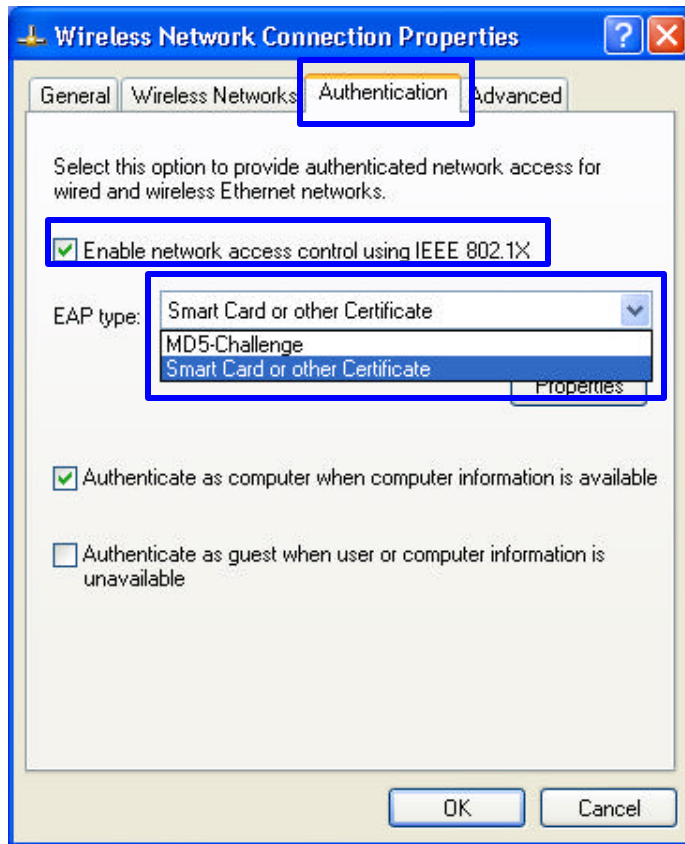 Wireless Network Connection Properties
General Wireless Networks Authentication Advanced
Select this option to provide authenticated network access for
wired and wireless Ethernet networks.
Enable network access control using IEEE 802.1X
EAP type: Smart Card or other Certificate
MD5-Challenge
Smart Card or other Certificate
Properties
Authenticate as computer when computer information is available
Authenticate as guest when user or computer information is
unavailable
OK Cancel